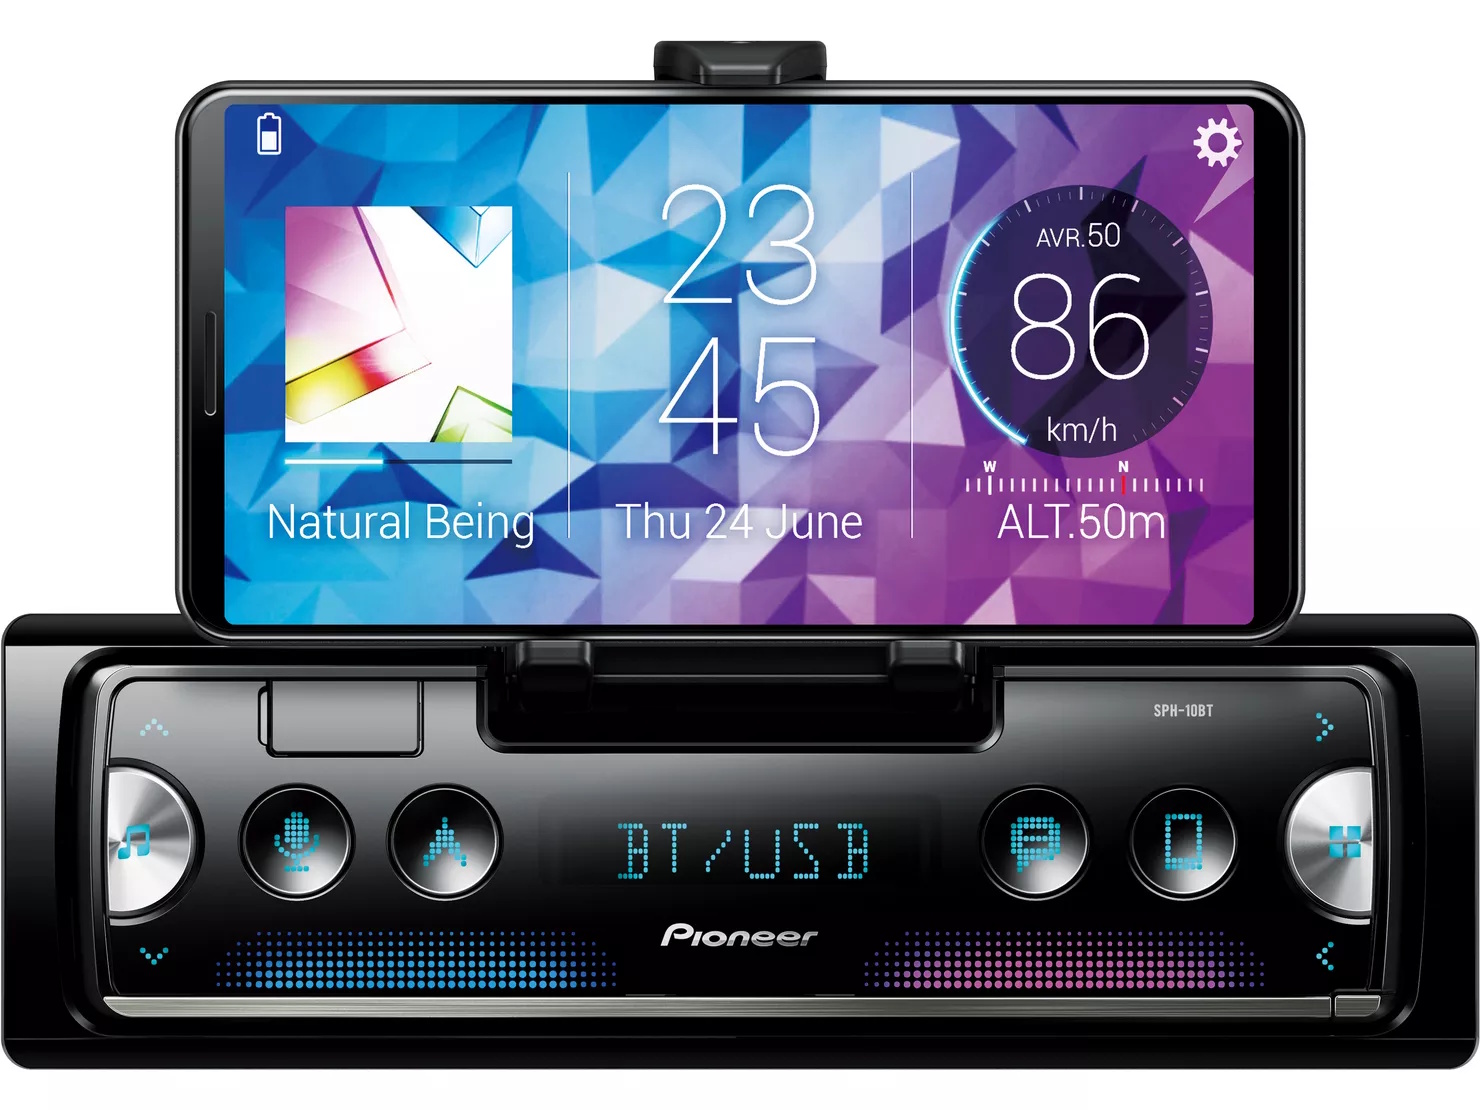 23
45
AVR.50
86
km/h
W N
Natural Being
Thu 24 June
ALT.50m
SPH-10BT
BT/USB
Pioneer